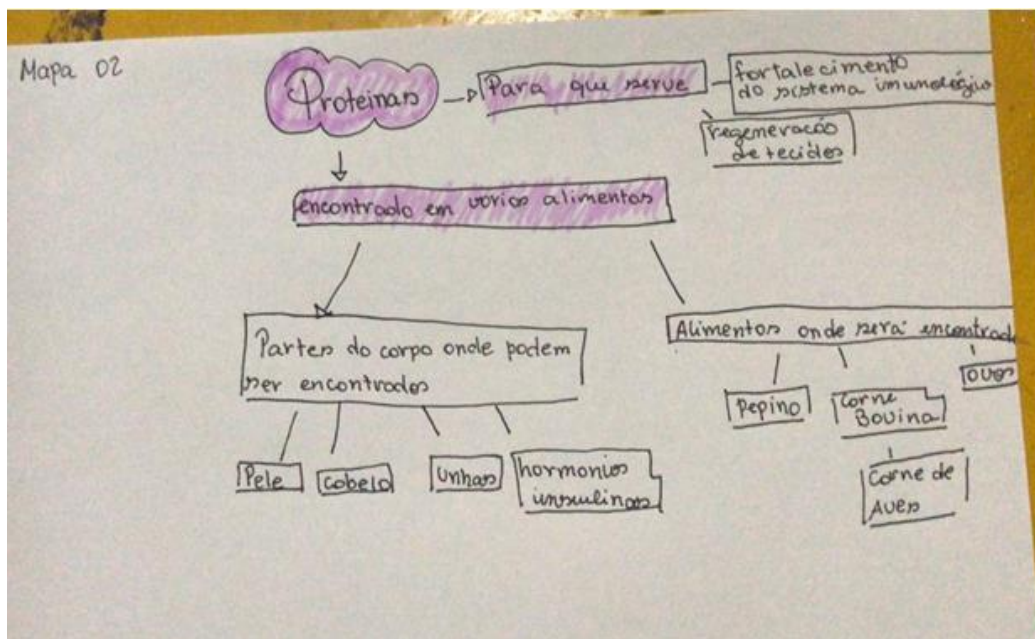 Mapa 02
Proteinas
Para que serve
fortalecimento
do sistema imunológico
regeneração
de tecidos
encontrado em varios alimentos
Partes do corpo onde podem
ser encontrados
Pele
cabelo
unhas
hormonios
insulinas
Alimentos onde será encontrad
Pepino
Carne
Bovina
ovos
Carne de
Aves